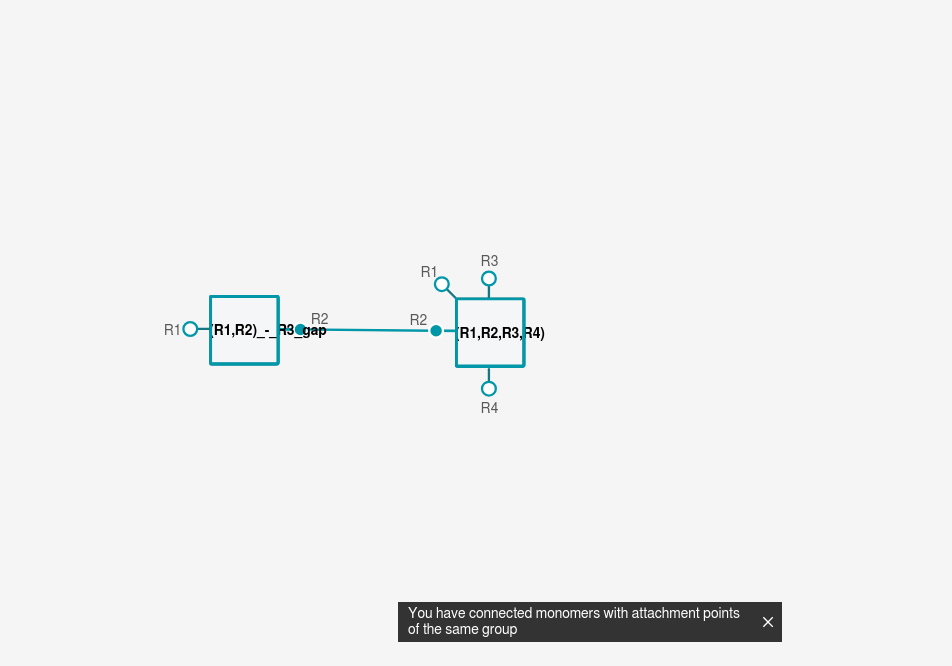 R3
R1
R2
R2
R1
(R1,R2)_-_R3_gap
(R1,R2,R3,R4)
R4
You have connected monomers with attachment points
of the same group